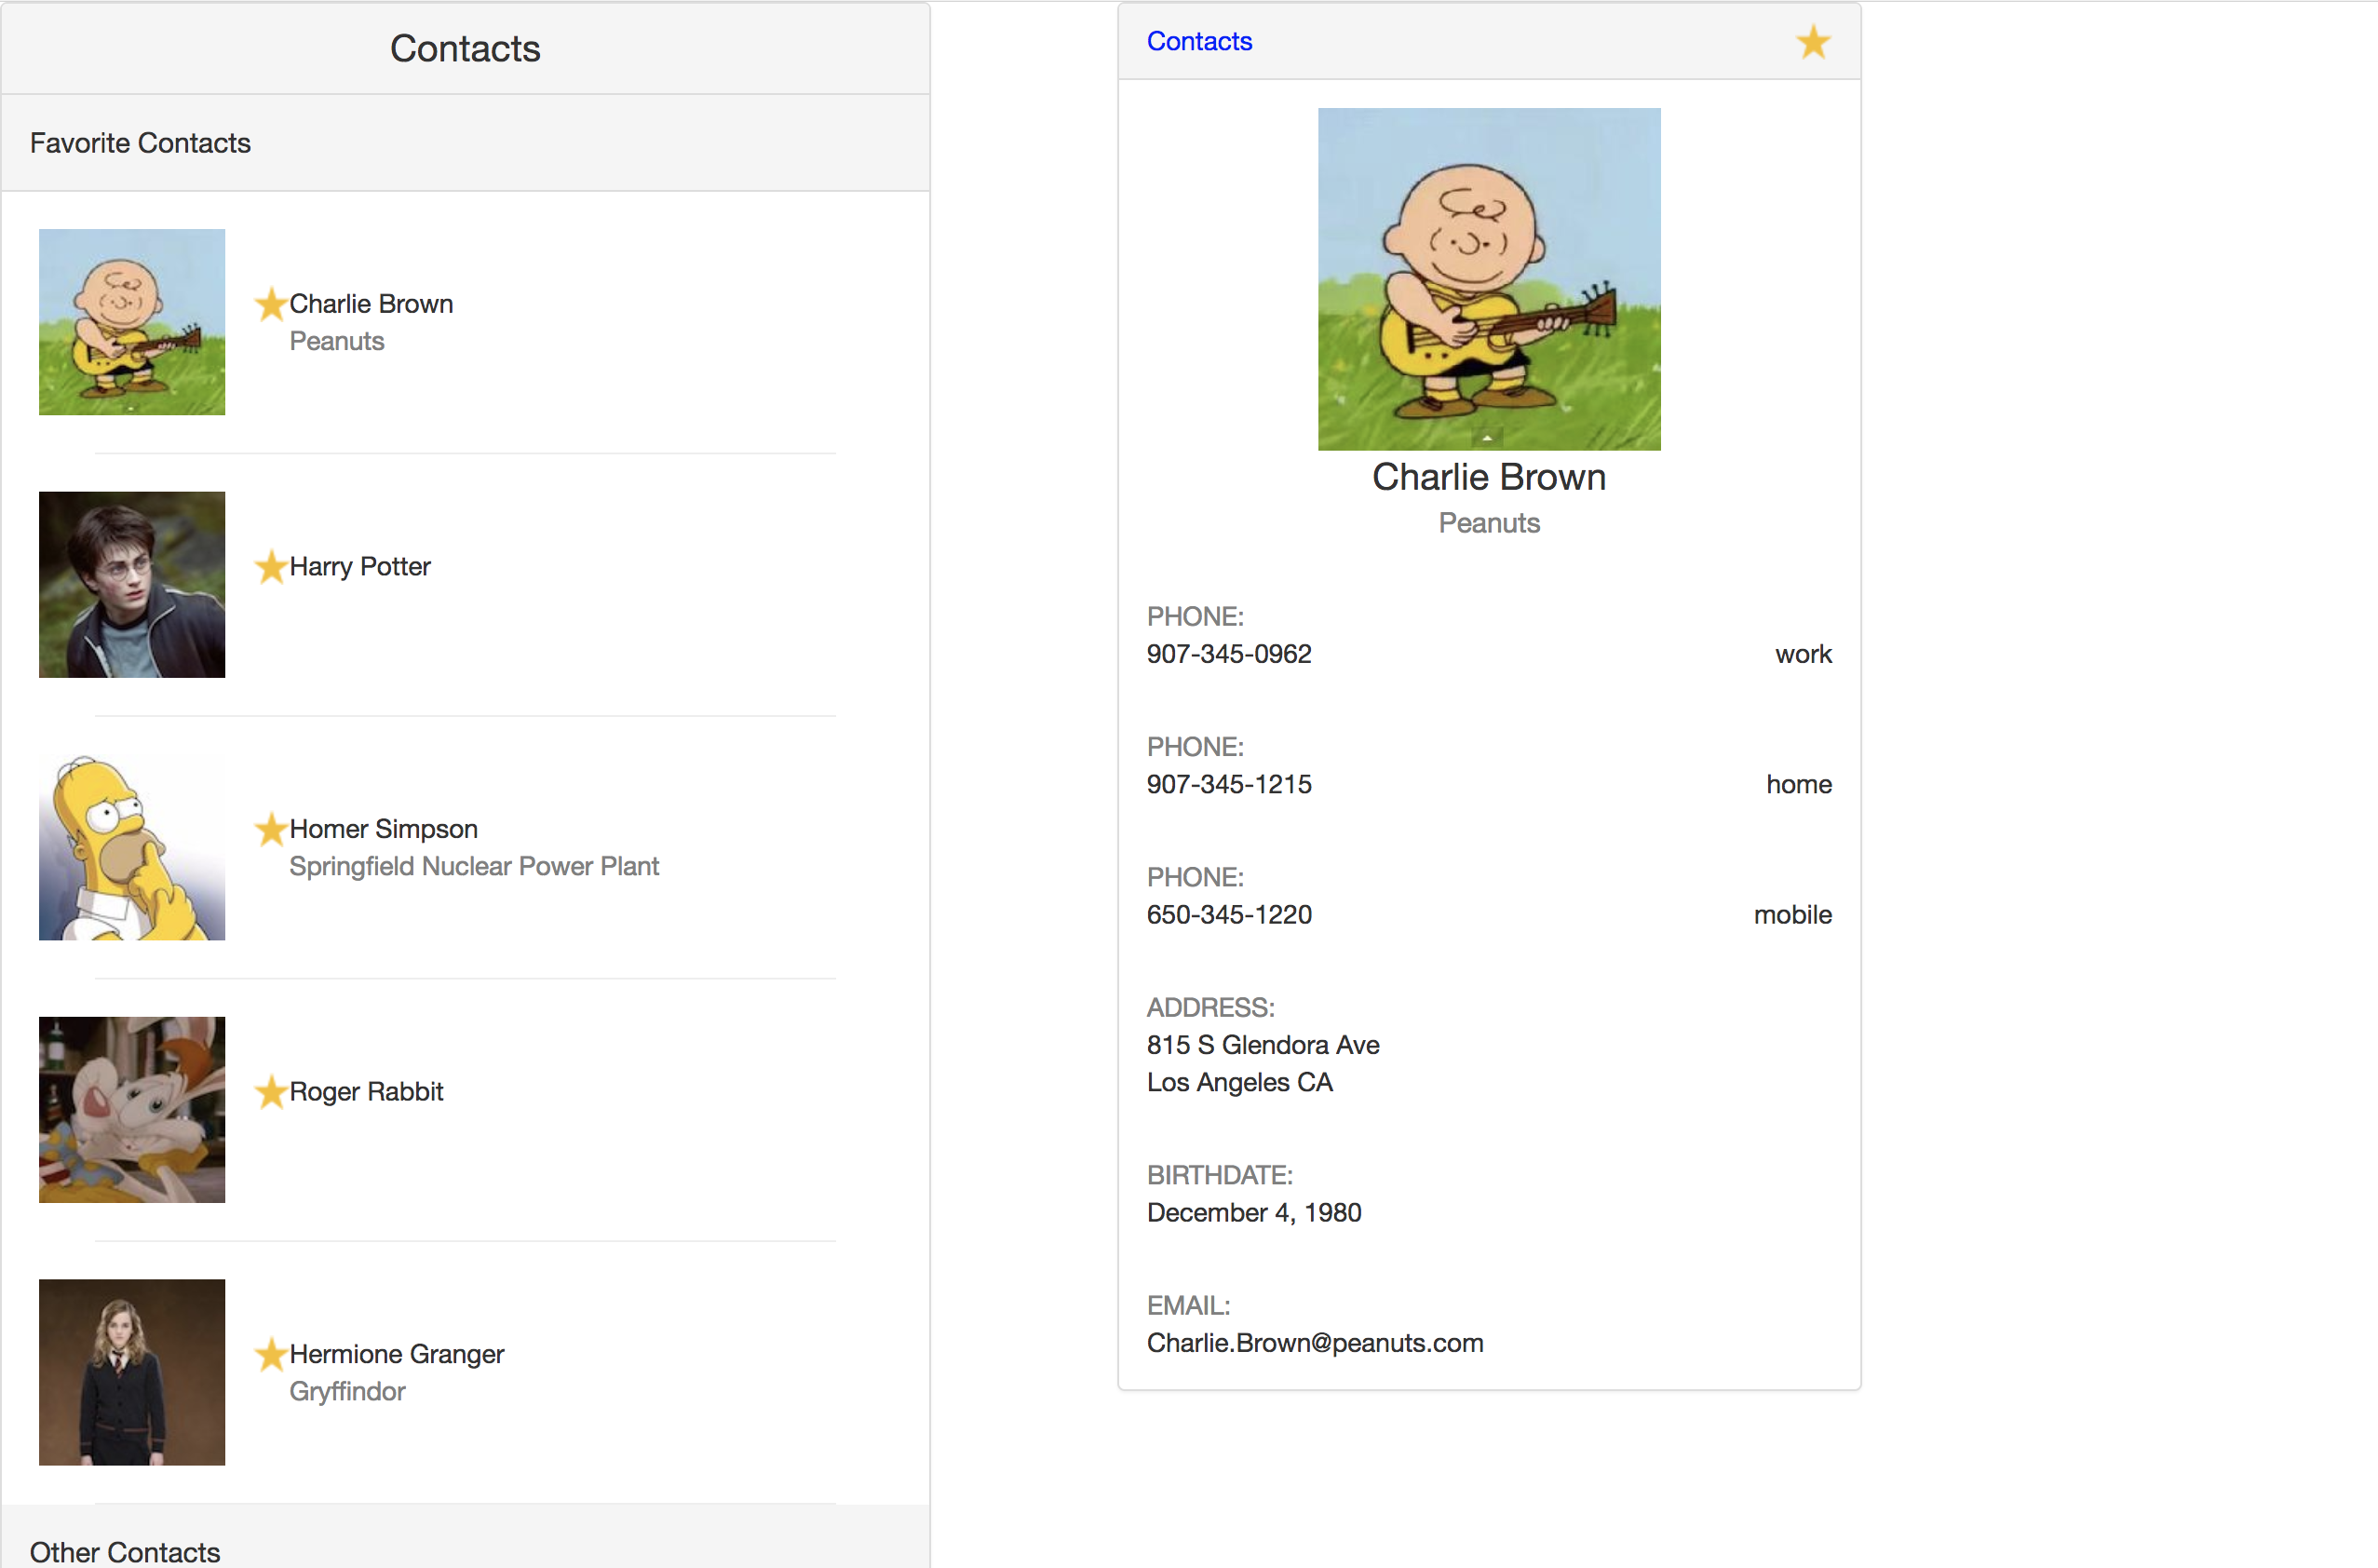 Contacts
Favorite Contacts
Charlie Brown
Peanuts
Harry Potter
Homer Simpson
Springfield Nuclear Power Plant
Roger Rabbit
Hermione Granger
Gryffindor
Other Contacts
Contacts
Charlie Brown
Peanuts
PHONE:
907-345-0962 work
PHONE:
907-345-1215 home
PHONE:
650-345-1220 mobile
ADDRESS:
815 S Glendora Ave
Los Angeles CA
BIRTHDATE:
December 4, 1980
EMAIL:
Charlie.Brown@peanuts.com